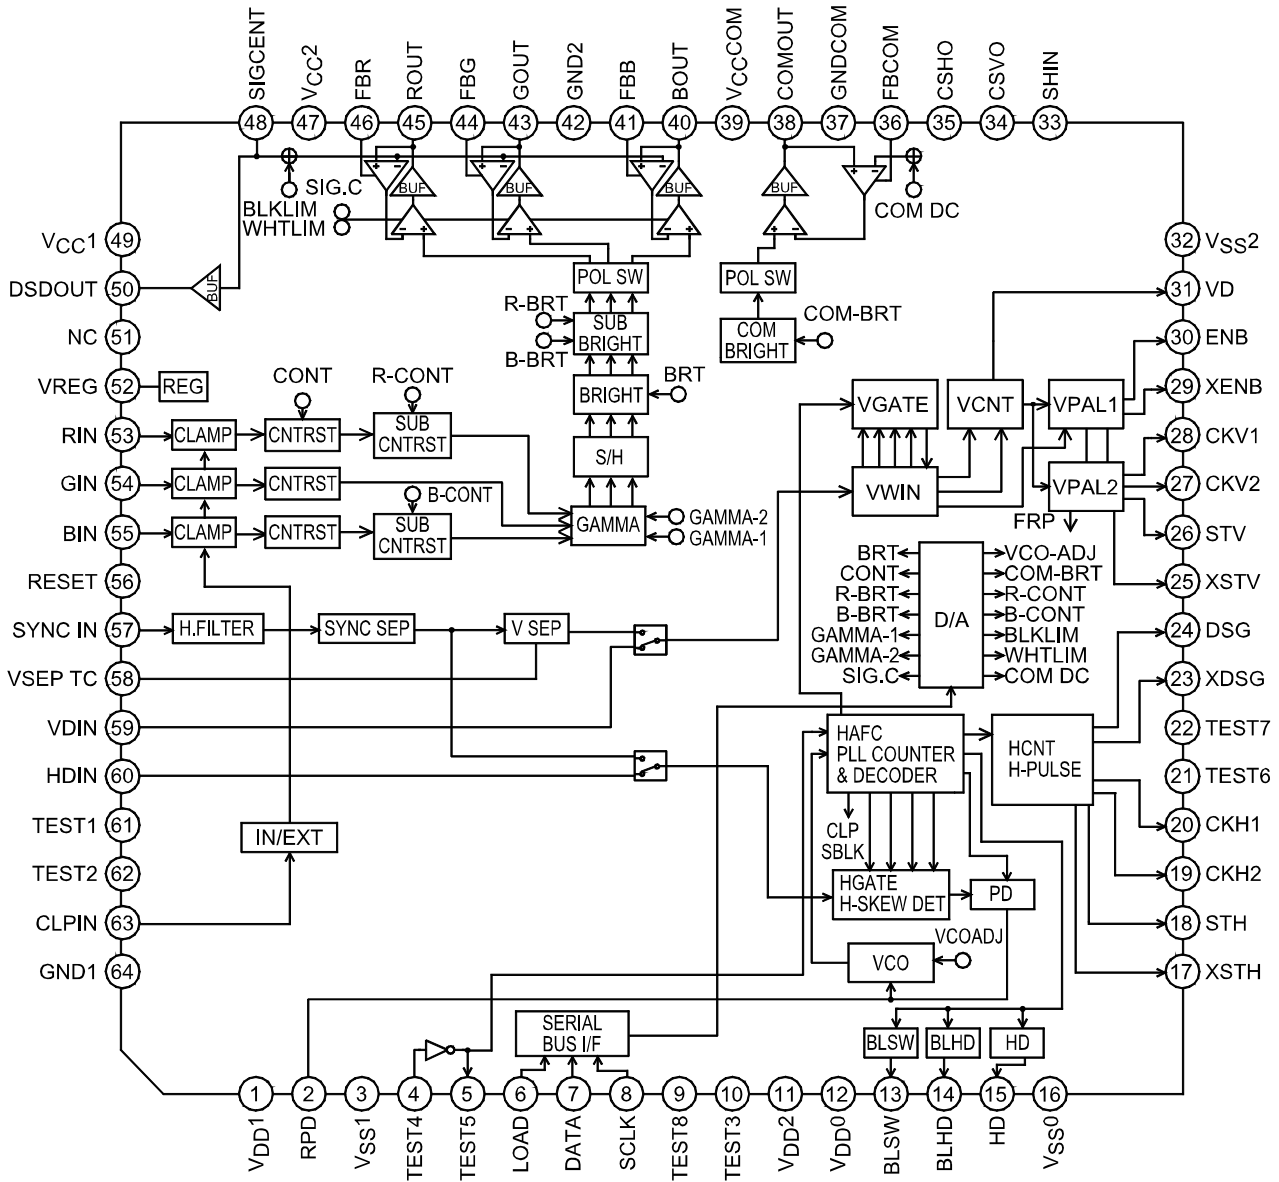 SIGCENT
VCC2
FBR
ROUT
FBG
GOUT
GND2
FBB
BOUT
VCCCOM
COMOUT
GNDCOM
FBCOM
CSHO
CSVO
SHIN
48
47
46
45
44
43
42
41
40
39
38
37
36
35
34
33
+ -
+ -
+ -
+ -
SIG.C
BUF
BUF
BUF
BUF
COM DC
BLKLIM
WHTLIM
- +
- +
- +
+ -
VCC1 49
32 VSS2
DSDOUT 50
BUF
POL SW
POL SW
31 VD
NC 51
R-BRT
SUB
BRIGHT
B-BRT
COM
BRIGHT
COM-BRT
30 ENB
VREG 52
REG
CONT
R-CONT
BRIGHT
BRT
VGATE
VCNT
VPAL1
29 XENB
RIN 53
CLAMP
CNTRST
SUB
CNTRST
S/H
28 CKV1
GIN 54
CLAMP
CNTRST
B-CONT
VWIN
VPAL2
27 CKV2
BIN 55
CLAMP
CNTRST
SUB
CNTRST
GAMMA
GAMMA-2
GAMMA-1
FRP
26 STV
RESET 56
BRT
CONT
R-BRT
B-BRT
GAMMA-1
GAMMA-2
SIG.C
D/A
VCO-ADJ
COM-BRT
R-CONT
B-CONT
BLKLIM
WHTLIM
COM DC
25 XSTV
SYNC IN 57
H.FILTER
SYNC SEP
V SEP
24 DSG
VSEP TC 58
23 XDSG
VDIN 59
HAFC
PLL COUNTER
& DECODER
HCNT
H-PULSE
22 TEST7
HDIN 60
21 TEST6
TEST1 61
IN/EXT
CLP
SBLK
20 CKH1
TEST2 62
HGATE
H-SKEW DET
PD
19 CKH2
CLPIN 63
18 STH
GND1 64
VCO
VCOADJ
17 XSTH
SERIAL
BUS I/F
BLSW
BLHD
HD
1
2
3
4
5
6
7
8
9
10
11
12
13
14
15
16
VDD1
RPD
VSS1
TEST4
TEST5
LOAD
DATA
SCLK
TEST8
TEST3
VDD2
VDD0
BLSW
BLHD
HD
VSS0